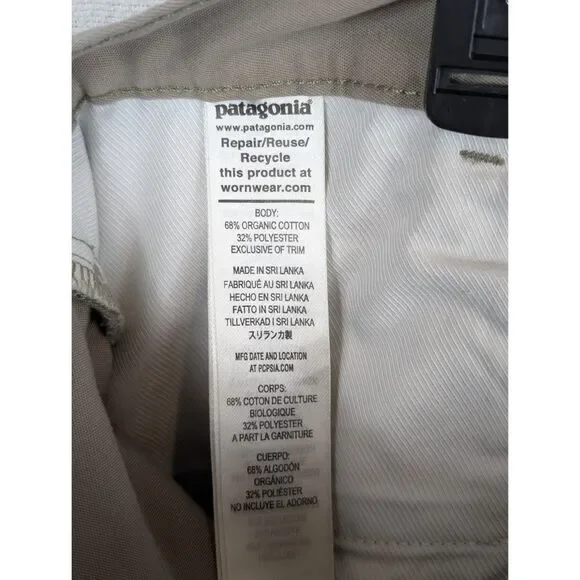 patagonia®
www.patagonia.com
Repair/Reuse/
Recycle
this product at
wornwear.com
BODY:
68% ORGANIC COTTON
32% POLYESTER
EXCLUSIVE OF TRIM
MADE IN SRI LANKA
FABRIQUÉ AU SRI LANKA
HECHO EN SRI LANKA
FATTO IN SRI LANKA
TILLVERKAD I SRI LANKA
スリランカ製
MFG DATE AND LOCATION
AT PCPSIA.COM
CORPS:
68% COTON DE CULTURE
BIOLOGIQUE
32% POLYESTER
A PART LA GARNITURE
CUERPO:
68% ALGODÓN
ORGÁNICO
32% POLIÉSTER
NO INCLUYE EL ADORNO